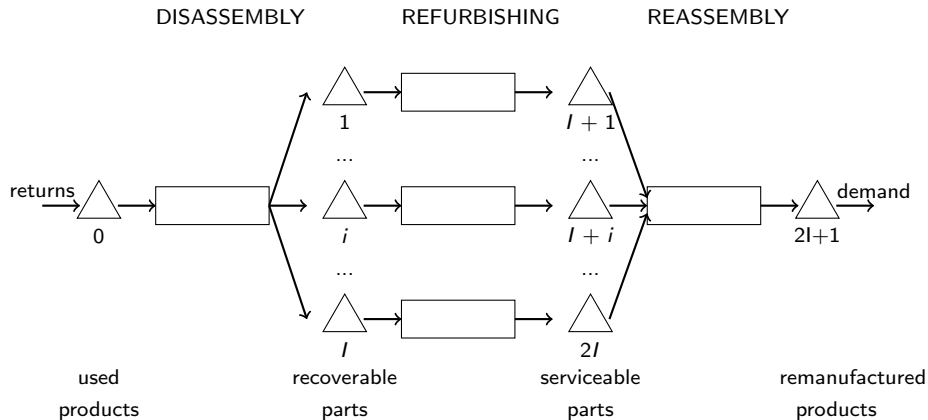 DISASSEMBLY REFURBISHING REASSEMBLY
1 I + 1
... ...
returns demand
0 i I + i 2I+1
... ...
I 2I
used recoverable serviceable remanufactured
products parts parts products